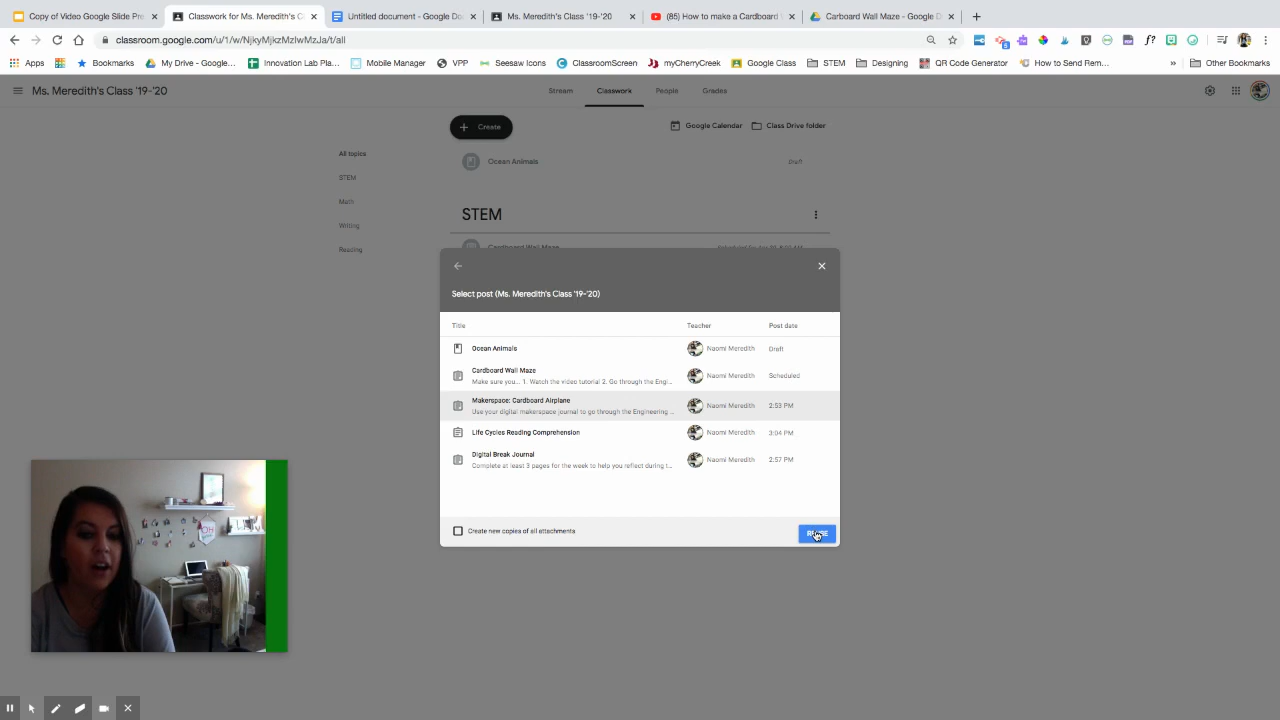 Copy of Video Google Slide Pre
Classwork for Ms. Meredith's C
Untitled document - Google Do
Ms. Meredith's Class '19-'20
(85) How to make a Cardboard
Carboard Wall Maze - Google D
classroom.google.com/u/1/w/NjkyMjkzMzIwMzJa/t/all
Apps
Bookmarks
My Drive - Google...
Innovation Lab Pla...
Mobile Manager
VPP
Seesaw Icons
ClassroomScreen
myCherryCreek
Google Class
STEM
Designing
QR Code Generator
How to Send Rem...
»
Other Bookmarks
Ms. Meredith's Class '19-'20
Stream
Classwork
People
Grades
+ Create
Google Calendar
Class Drive folder
All topics
STEM
Math
Writing
Reading
Ocean Animals
Draft
STEM
Select post (Ms. Meredith's Class '19-'20)
Title
Teacher
Post date
Ocean Animals
Naomi Meredith
Draft
Cardboard Wall Maze
Make sure you... 1. Watch the video tutorial 2. Go through the Engi...
Naomi Meredith
Scheduled
Makerspace: Cardboard Airplane
Use your digital makerspace journal to go through the Engineering ...
Naomi Meredith
2:53 PM
Life Cycles Reading Comprehension
Naomi Meredith
3:04 PM
Digital Break Journal
Complete at least 3 pages for the week to help you reflect during t...
Naomi Meredith
2:57 PM
Create new copies of all attachments